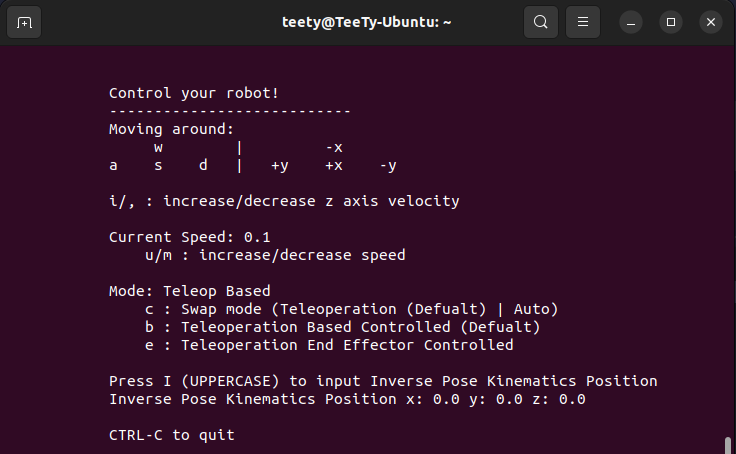 teety@TeeTy-Ubuntu: ~
Control your robot!
---------------------------
Moving around:
w | -x
a s d | +y +x -y
i/, : increase/decrease z axis velocity
Current Speed: 0.1
u/m : increase/decrease speed
Mode: Teleop Based
c : Swap mode (Teleoperation (Defualt) | Auto)
b : Teleoperation Based Controlled (Defualt)
e : Teleoperation End Effector Controlled
Press I (UPPERCASE) to input Inverse Pose Kinematics Position
Inverse Pose Kinematics Position x: 0.0 y: 0.0 z: 0.0
CTRL-C to quit